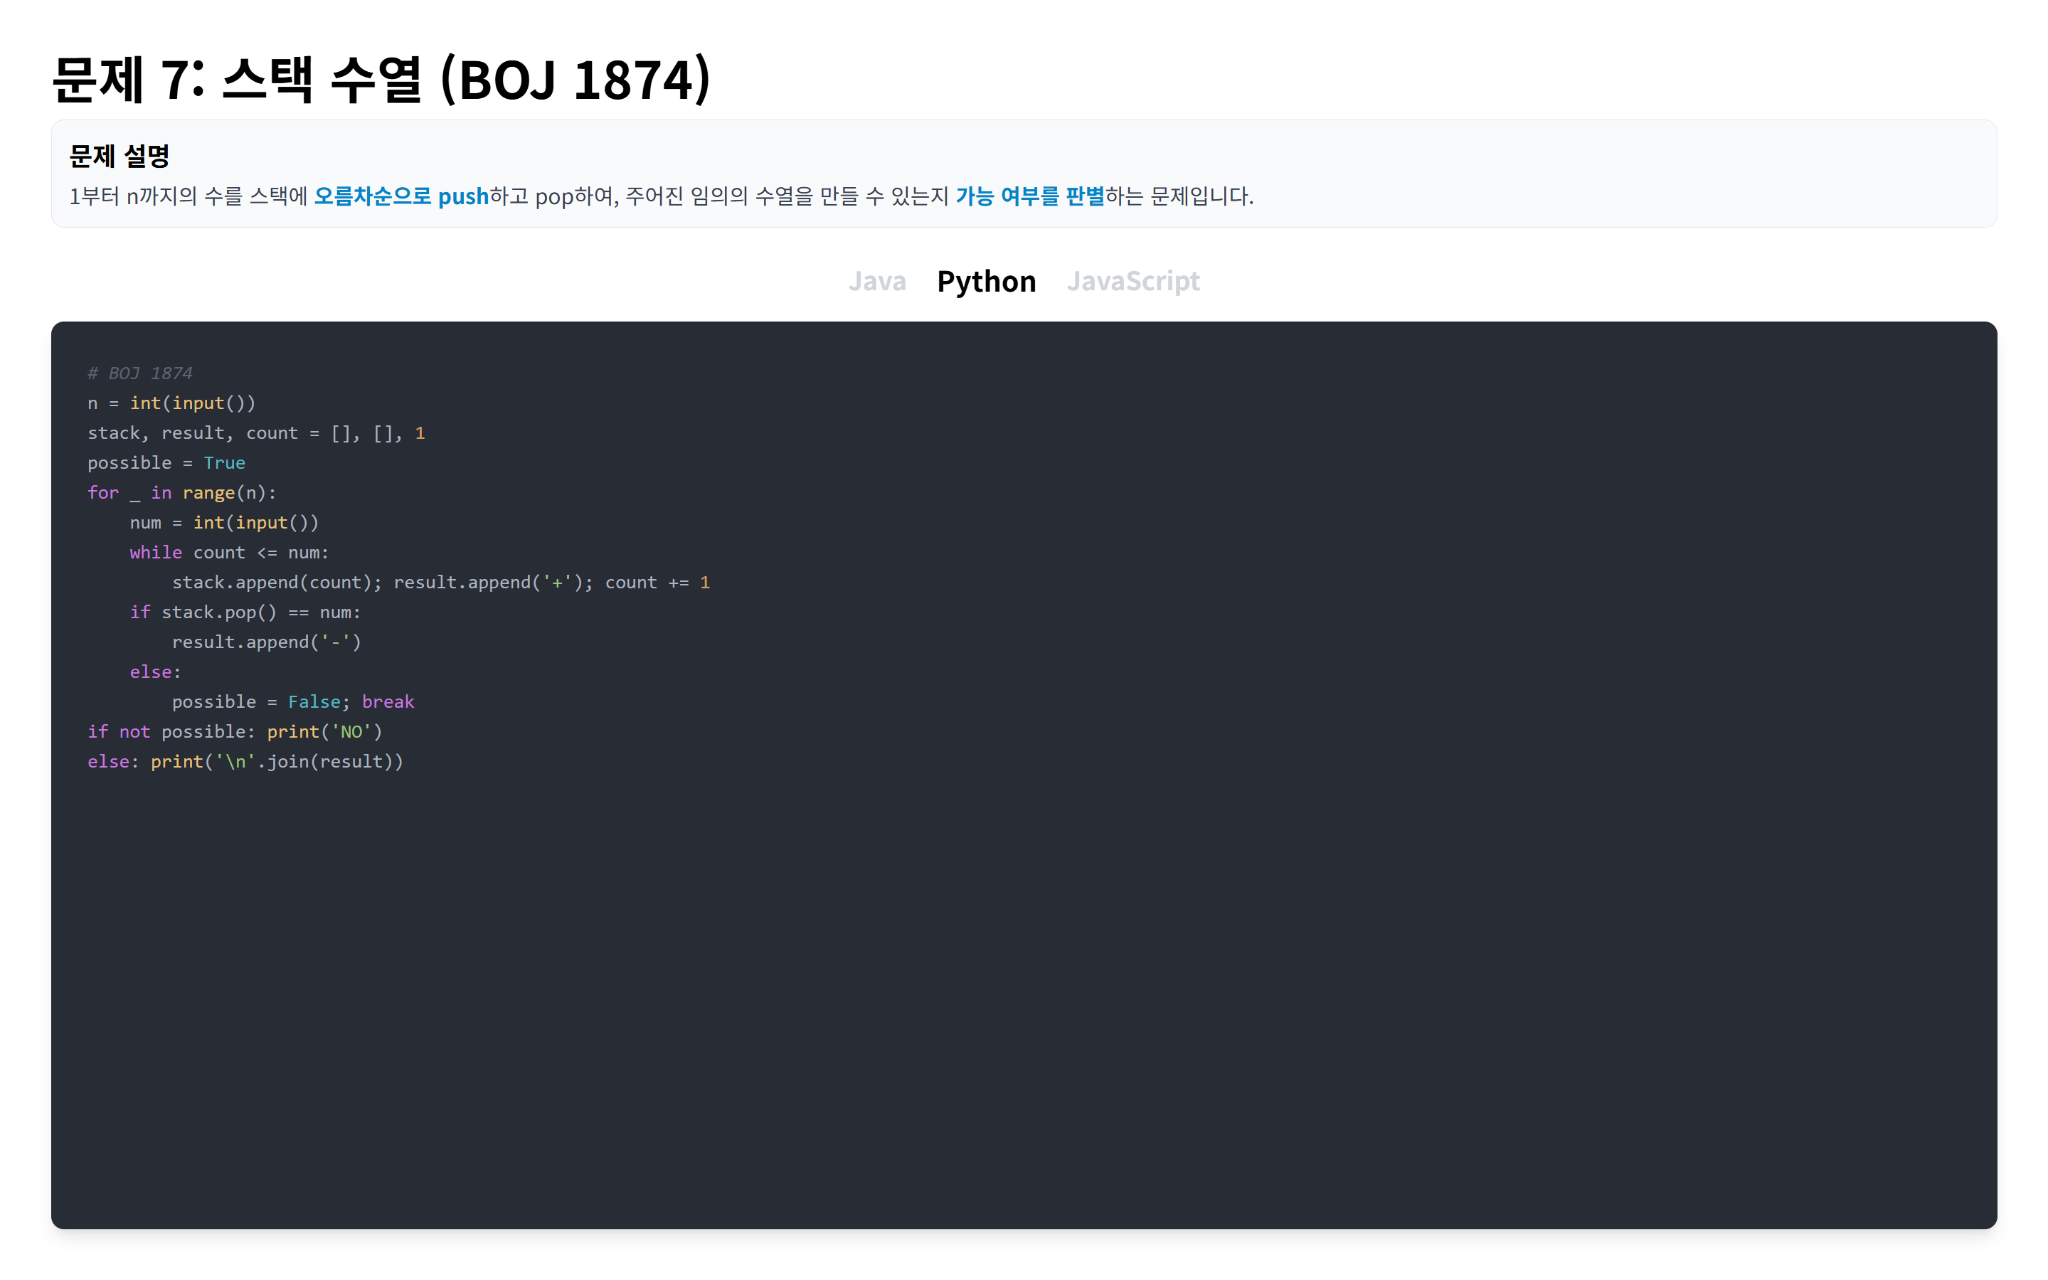 문제 7: 스택 수열 (BOJ 1874)
문제 설명
1부터 n까지의 수를 스택에 오름차순으로 push하고 pop하여, 주어진 임의의 수열을 만들 수 있는지 가능 여부를 판별하는 문제입니다.
Java Python JavaScript
# BOJ 1874
n = int(input())
stack, result, count = [], [], 1
possible = True
for _ in range(n):
    num = int(input())
    while count <= num:
        stack.append(count); result.append('+'); count += 1
    if stack.pop() == num:
        result.append('-')
    else:
        possible = False; break
if not possible: print('NO')
else: print('\n'.join(result))